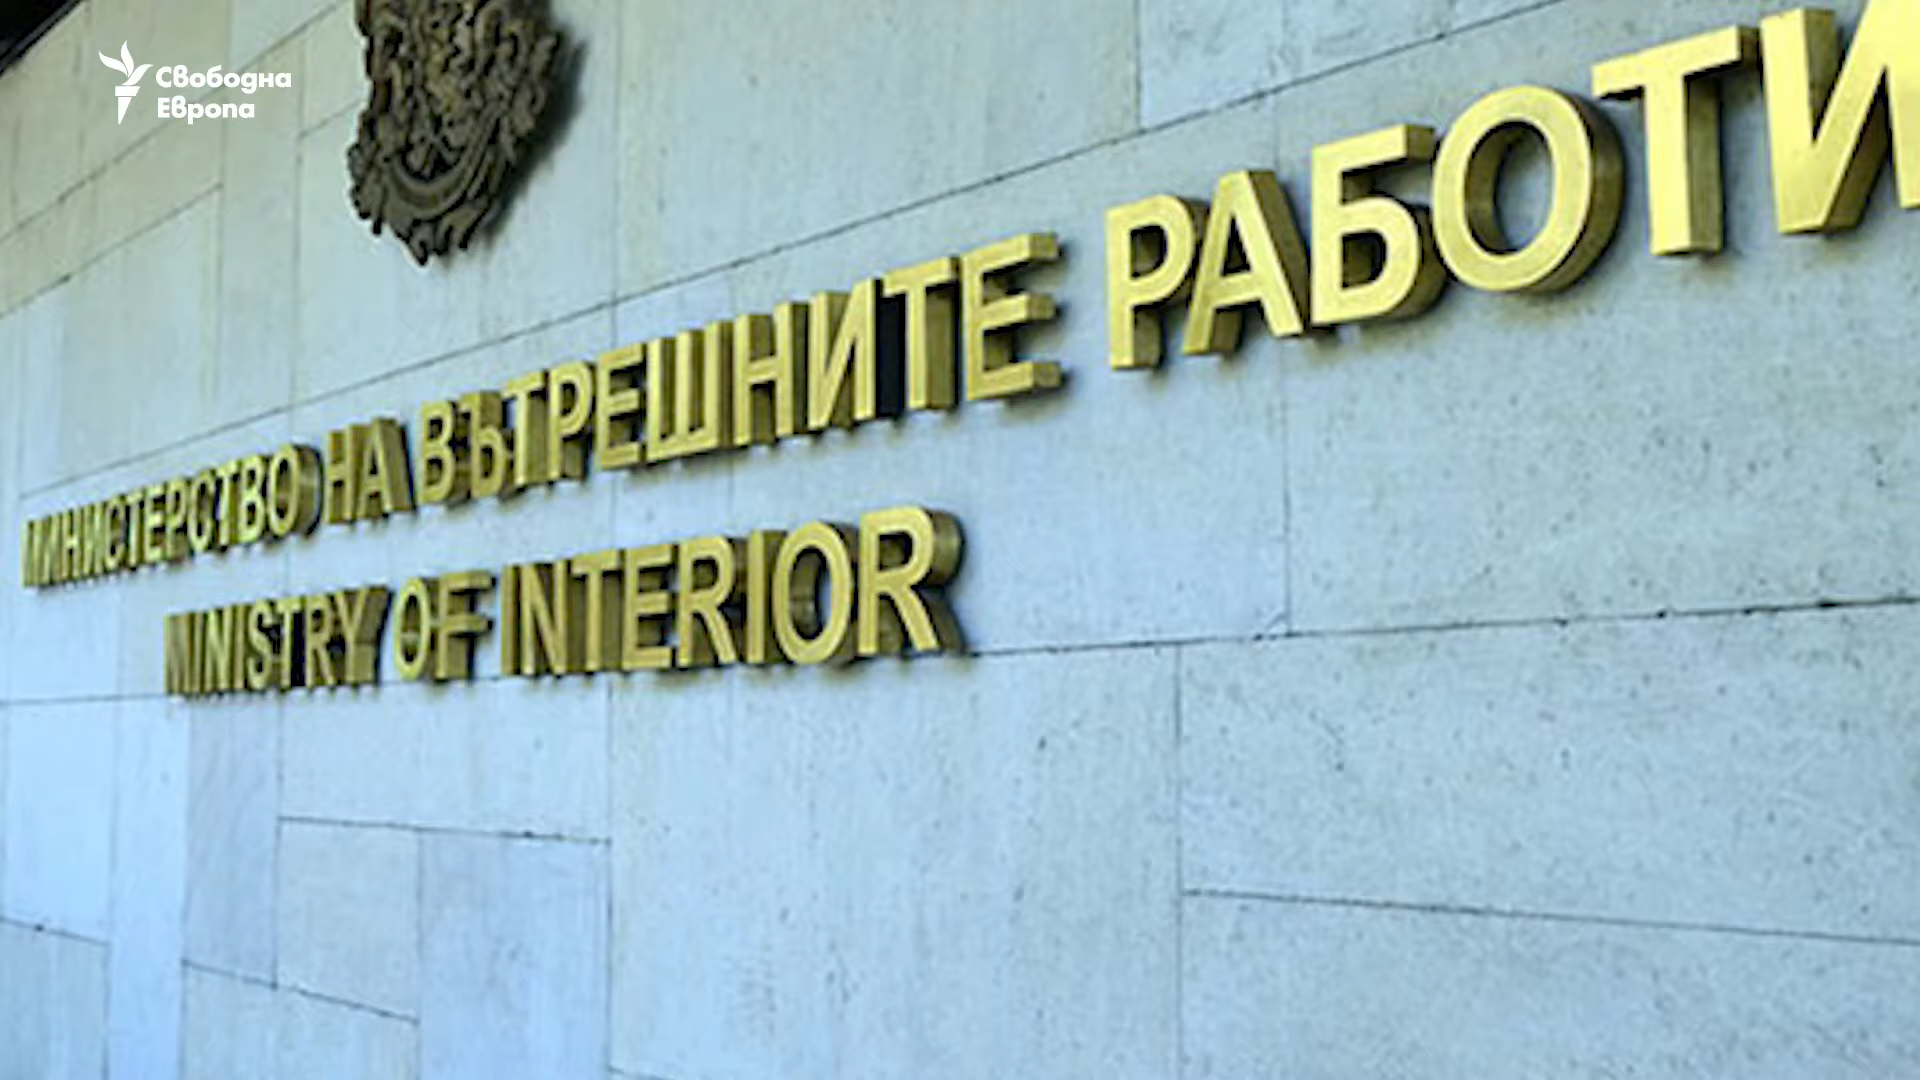 Свободна
Европа
МИНИСТЕРСТВО НА ВЪТРЕШНИТЕ РАБОТИ
MINISTRY OF INTERIOR